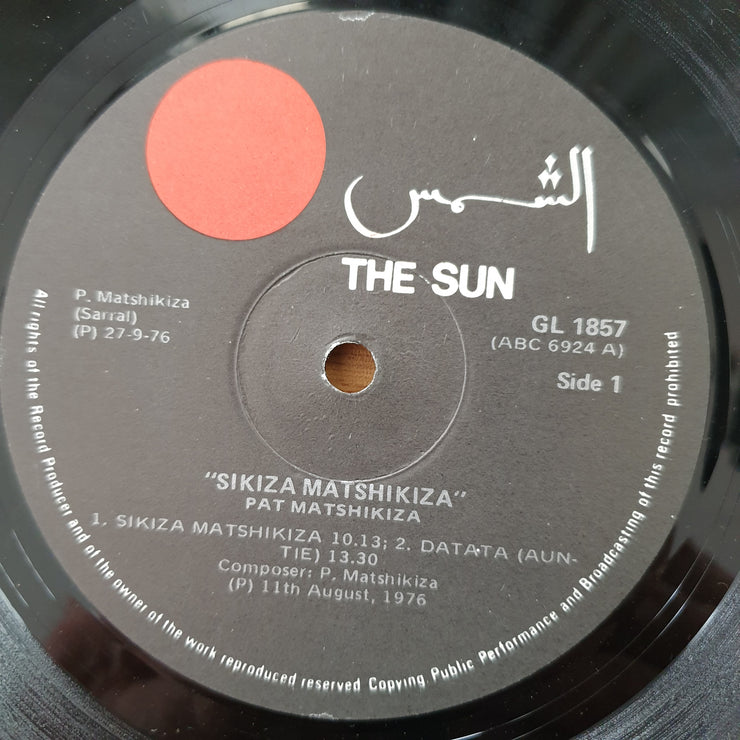 الشمس
THE SUN
P. Matshikiza
(Sarral)
(P) 27-9-76
GL 1857
(ABC 6924 A)
Side 1
"SIKIZA MATSHIKIZA"
PAT MATSHIKIZA
1. SIKIZA MATSHIKIZA 10.13; 2. DATATA (AUN-
TIE) 13.30
Composer: P. Matshikiza
(P) 11th August, 1976
All rights of the Record Producer and of the owner of the work reproduced reserved Copying Public Performance and Broadcasting of this record prohibited